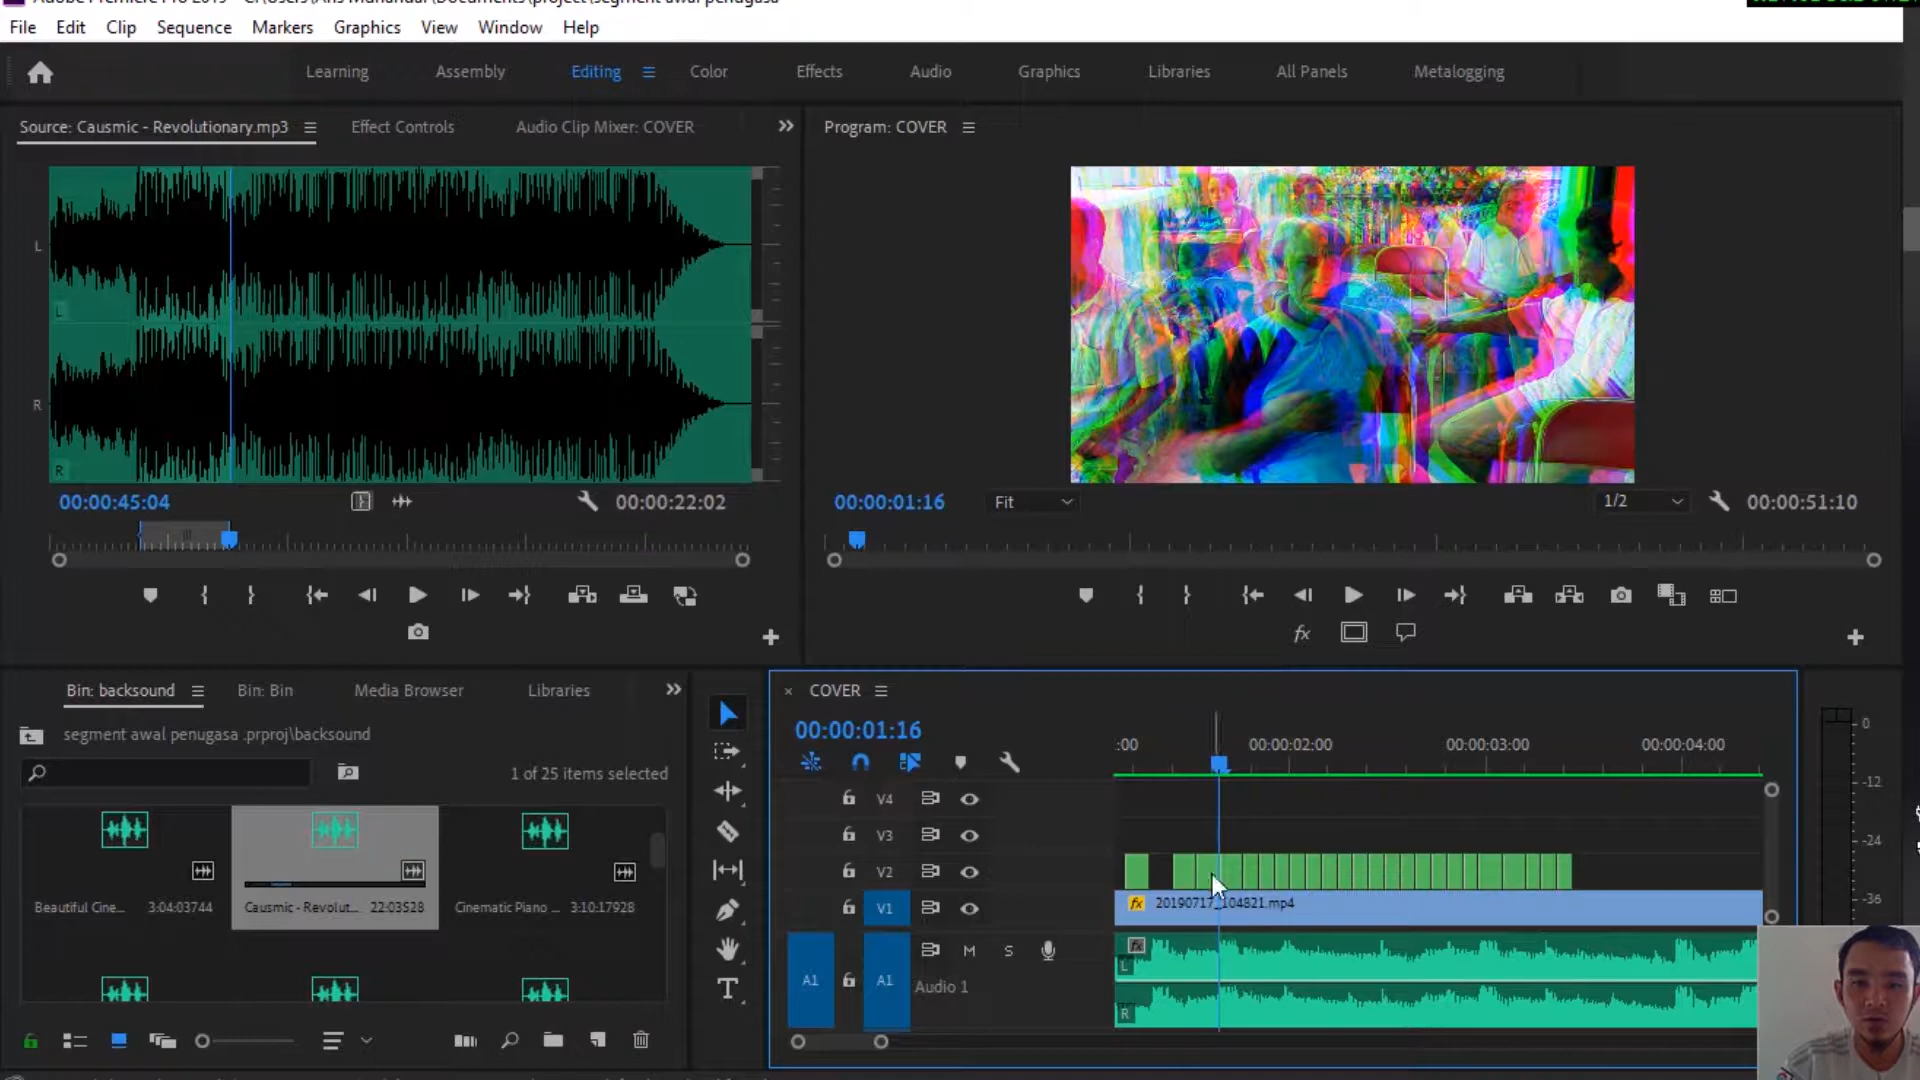 Adobe Premiere Pro 2019 - C:\Users\Aris Munandar\Documents\project\segment awal penugasa
File Edit Clip Sequence Markers Graphics View Window Help
Learning Assembly Editing Color Effects Audio Graphics Libraries All Panels Metalogging
Source: Causmic - Revolutionary.mp3 Effect Controls Audio Clip Mixer: COVER
Program: COVER
L
L
R
R
00:00:45:04 00:00:22:02
00:00:01:16 Fit 1/2 00:00:51:10
fx
Bin: backsound Bin: Bin Media Browser Libraries
segment awal penugasa .prproj\backsound
1 of 25 items selected
Beautiful Cine... 3:04:03744
Causmic - Revolut... 22:03528
Cinematic Piano ... 3:10:17928
COVER
00:00:01:16
:00 00:00:02:00 00:00:03:00 00:00:04:00
V4
V3
V2
V1 fx 20190717_104821.mp4
A1 A1 M S
Audio 1
fx
L
R
0
-12
-24
-36